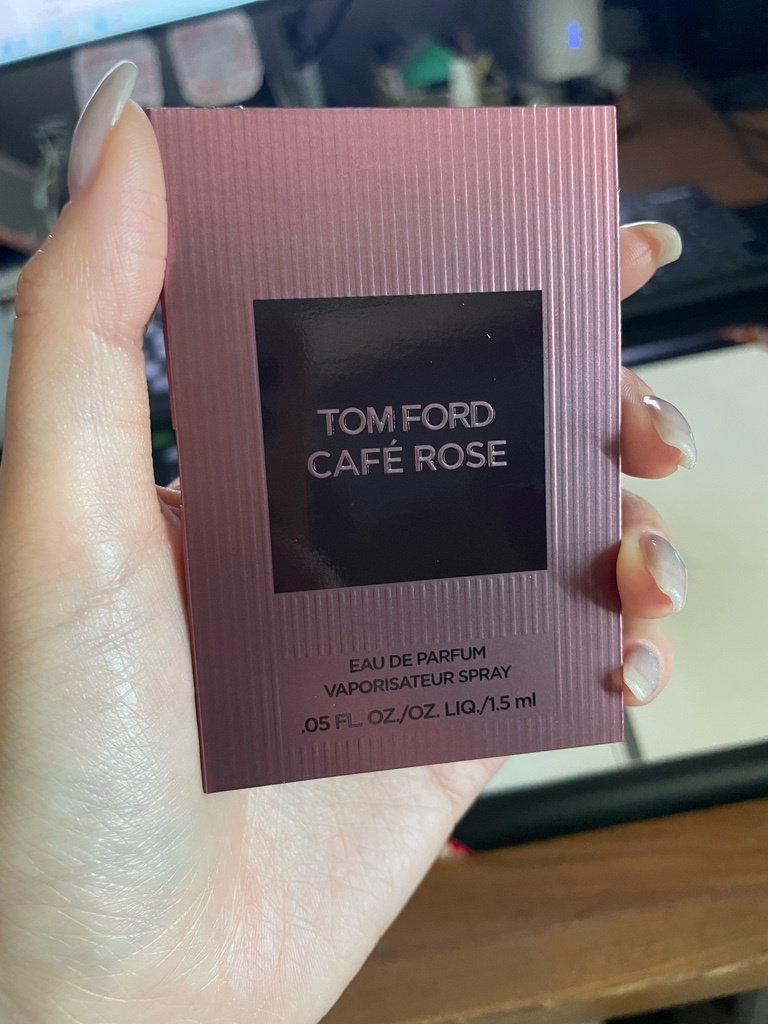 TOM FORD
CAFÉ ROSE
EAU DE PARFUM
VAPORISATEUR SPRAY
.05 FL. OZ./OZ. LIQ./1.5 ml